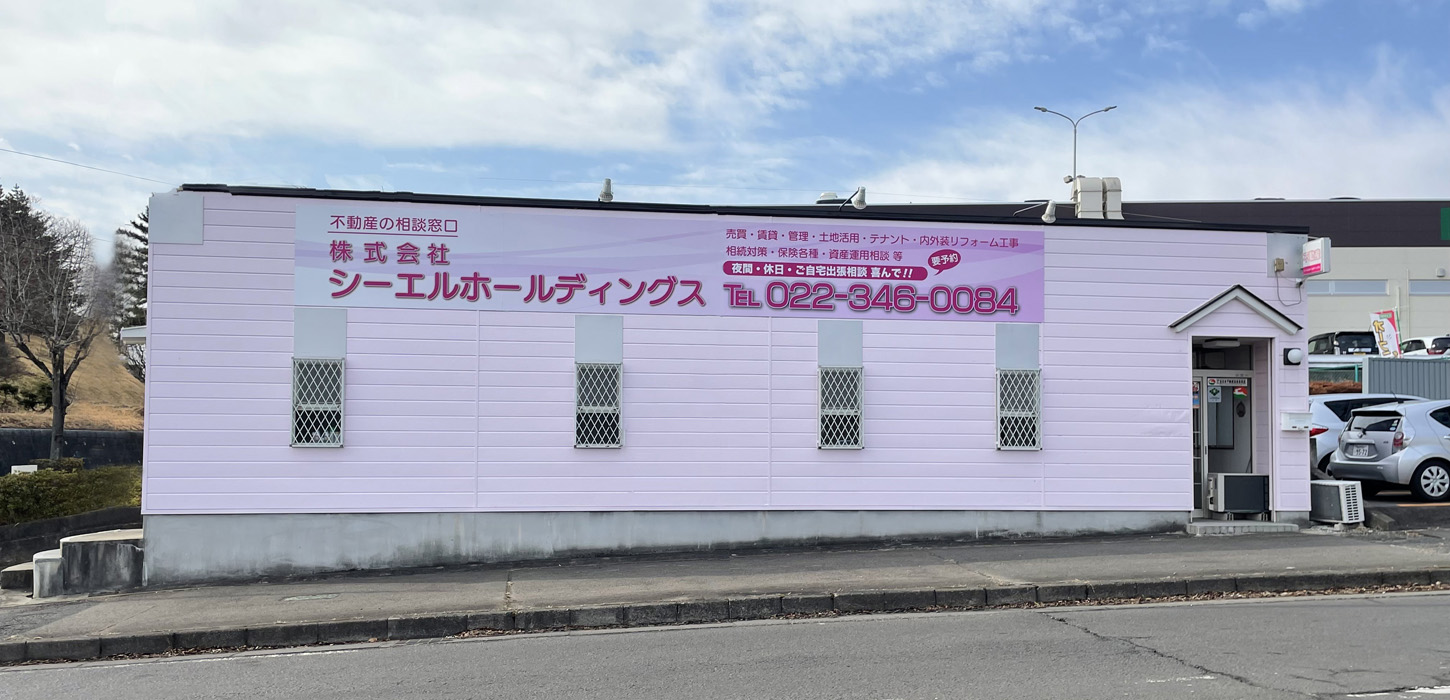 不動産の相談窓口
株式会社
シーエルホールディングス
売買・賃貸・管理・土地活用・テナント・内外装リフォーム工事
相続対策・保険各種・資産運用相談 等
要予約
夜間・休日・ご自宅出張相談 喜んで!!
TEL 022-346-0084